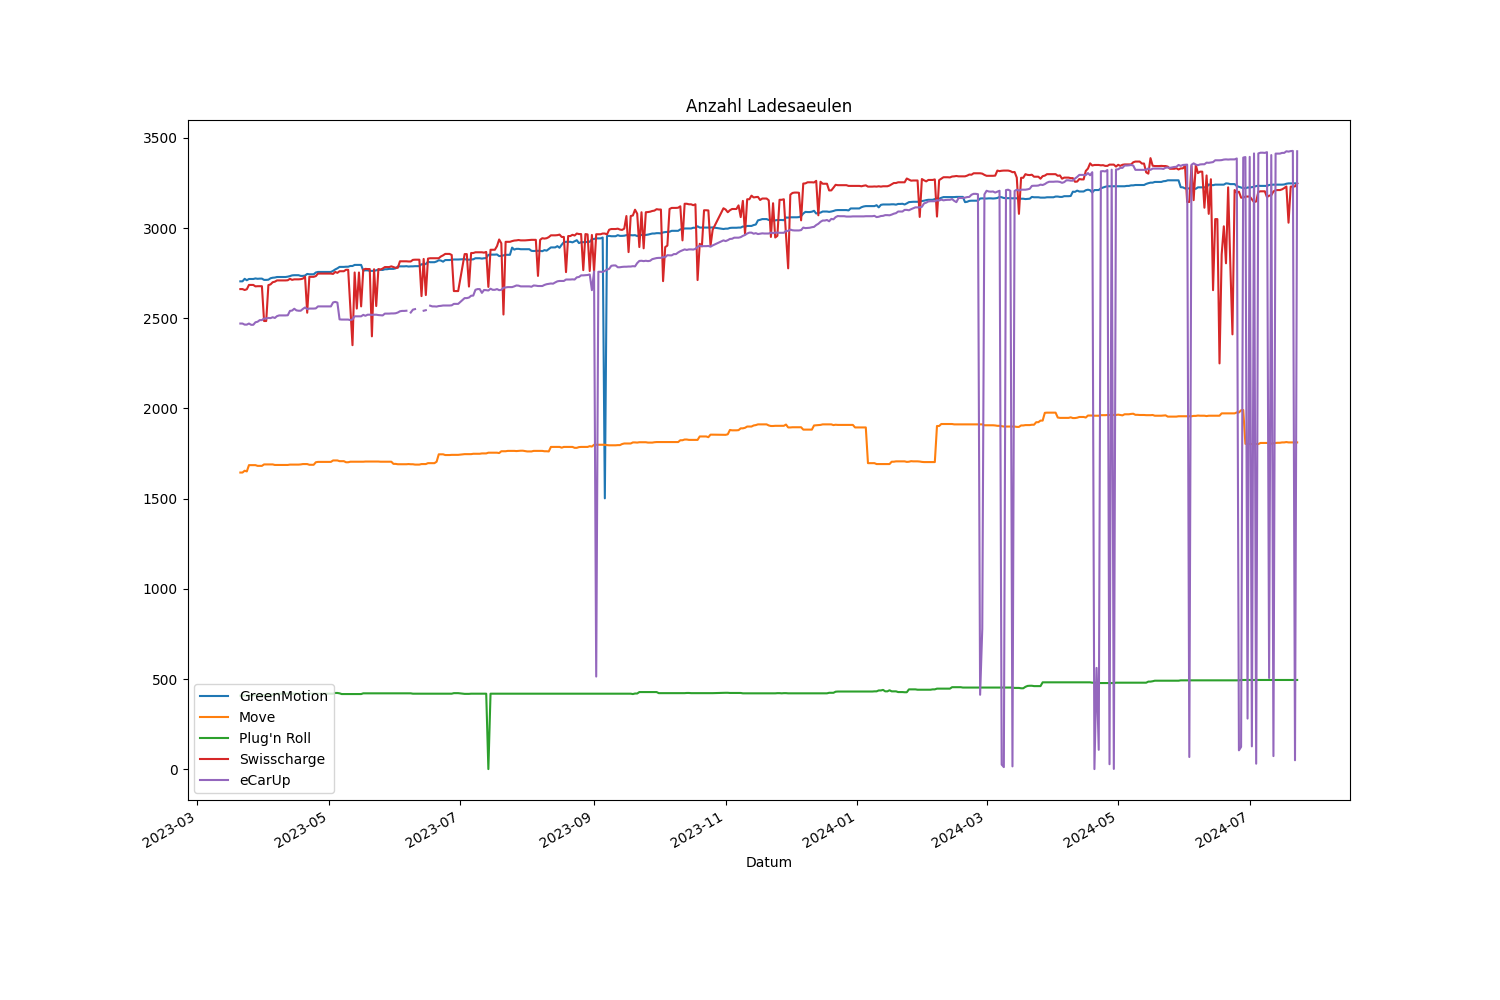 Anzahl Ladesaeulen
3500
3000
2500
2000
1500
1000
500
0
GreenMotion
Move
Plug'n Roll
Swisscharge
eCarUp
2023-03
2023-05
2023-07
2023-09
2023-11
2024-01
2024-03
2024-05
2024-07
Datum